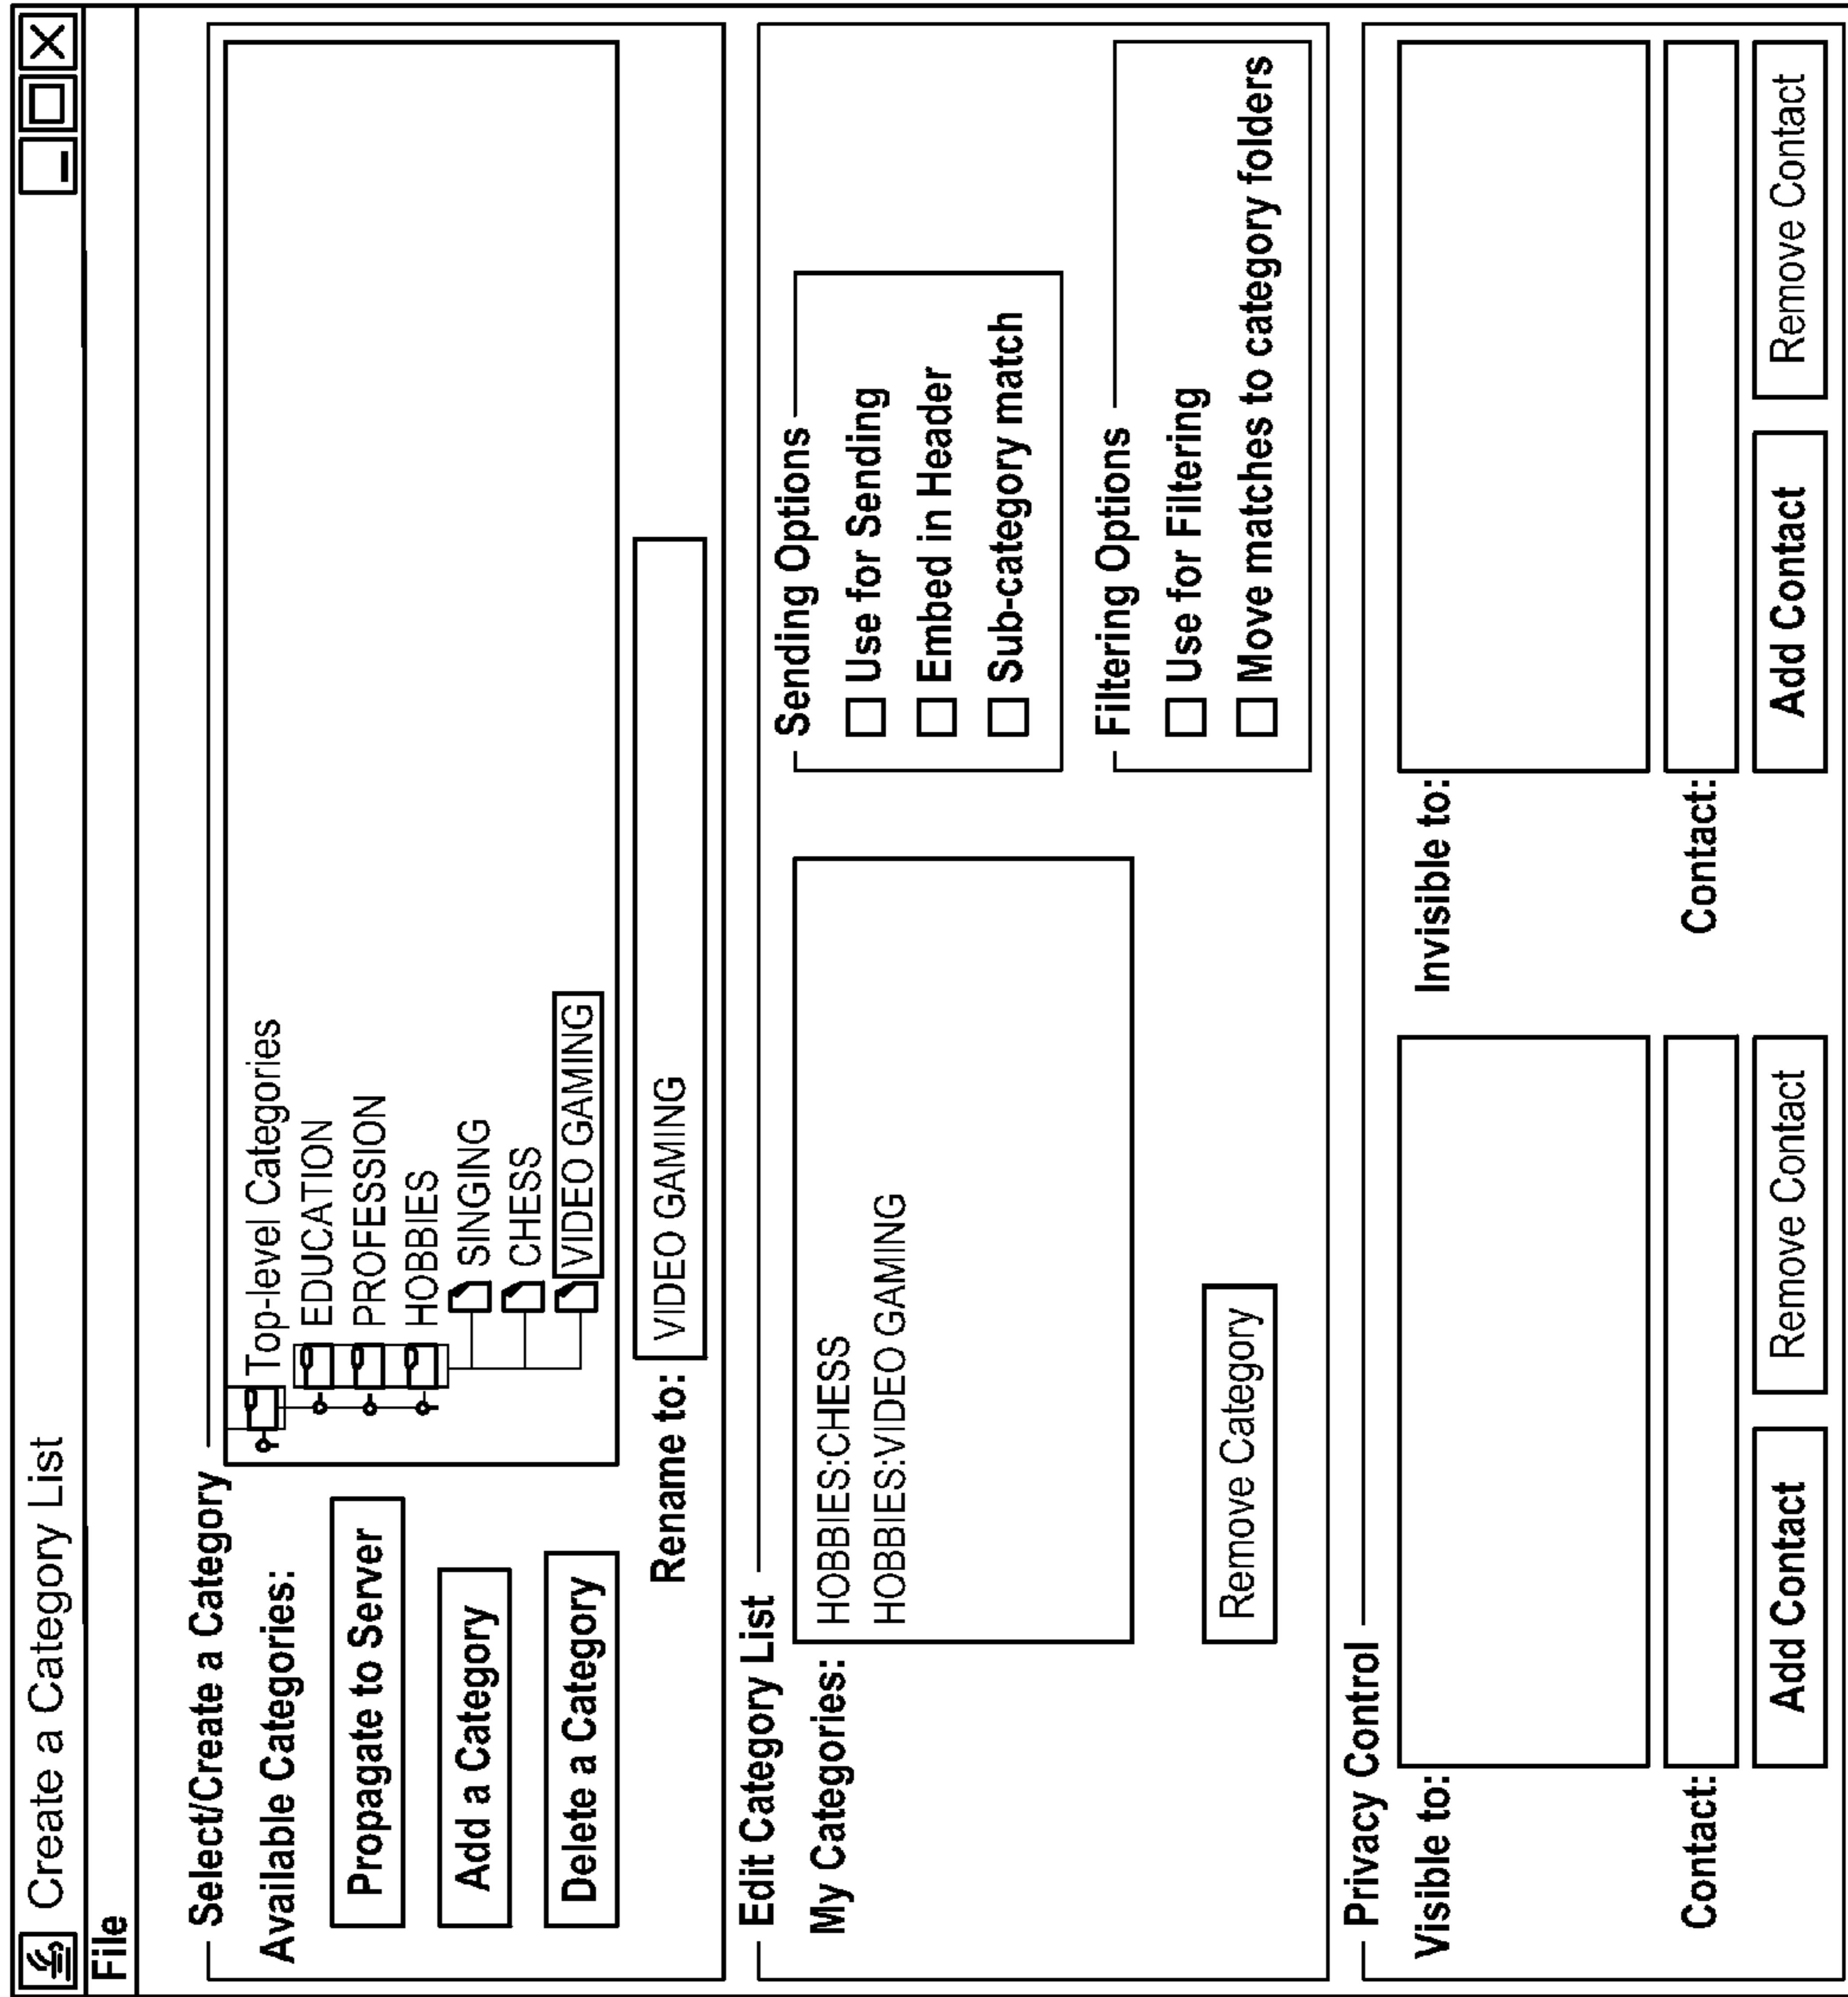 Create a Category List
File
Select/Create a Category
Available Categories:
Top-level Categories
EDUCATION
PROFESSION
HOBBIES
SINGING
CHESS
VIDEO GAMING
Propagate to Server
Add a Category
Delete a Category
Rename to: VIDEO GAMING
Edit Category List
My Categories:
HOBBIES:CHESS
HOBBIES:VIDEO GAMING
Remove Category
Sending Options
Use for Sending
Embed in Header
Sub-category match
Filtering Options
Use for Filtering
Move matches to category folders
Privacy Control
Visible to:
Contact:
Add Contact
Remove Contact
Invisible to:
Contact:
Add Contact
Remove Contact